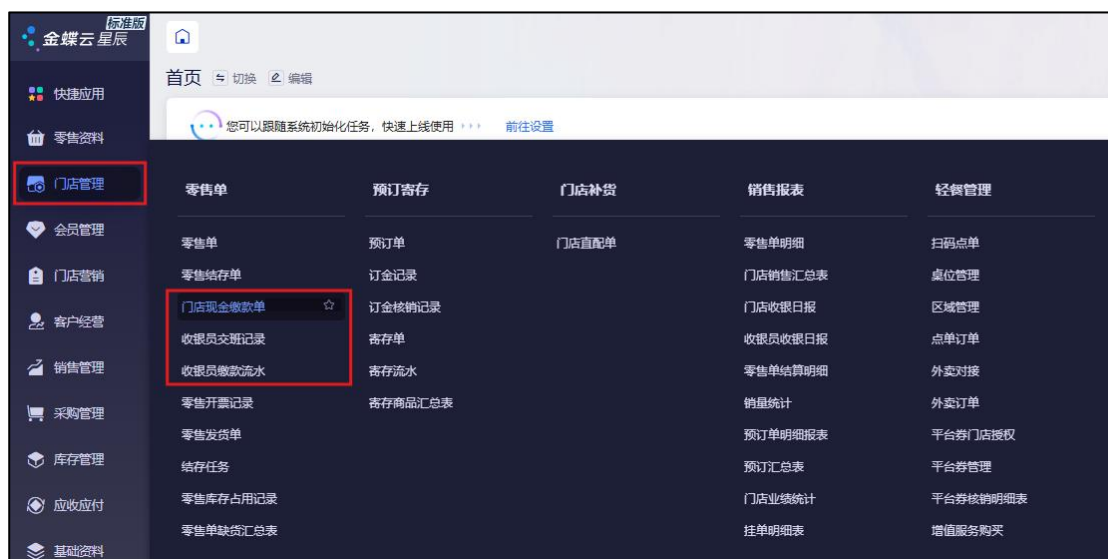 标准版
金蝶云星辰
首页 切换 编辑
您可以跟随系统初始化任务，快速上线使用 前往设置
快捷应用
零售资料
门店管理
会员管理
门店营销
客户经营
销售管理
采购管理
库存管理
应收应付
基础资料
零售单
零售单
零售结存单
门店现金缴款单
收银员交班记录
收银员缴款流水
零售开票记录
零售发货单
结存任务
零售库存占用记录
零售单缺货汇总表
预订寄存
预订单
订金记录
订金核销记录
寄存单
寄存流水
寄存商品汇总表
门店补货
门店直配单
销售报表
零售单明细
门店销售汇总表
门店收银日报
收银员收银日报
零售单结算明细
销量统计
预订单明细报表
预订汇总表
门店业绩统计
挂单明细表
轻餐管理
扫码点单
桌位管理
区域管理
点单订单
外卖对接
外卖订单
平台券门店授权
平台券管理
平台券核销明细表
增值服务购买